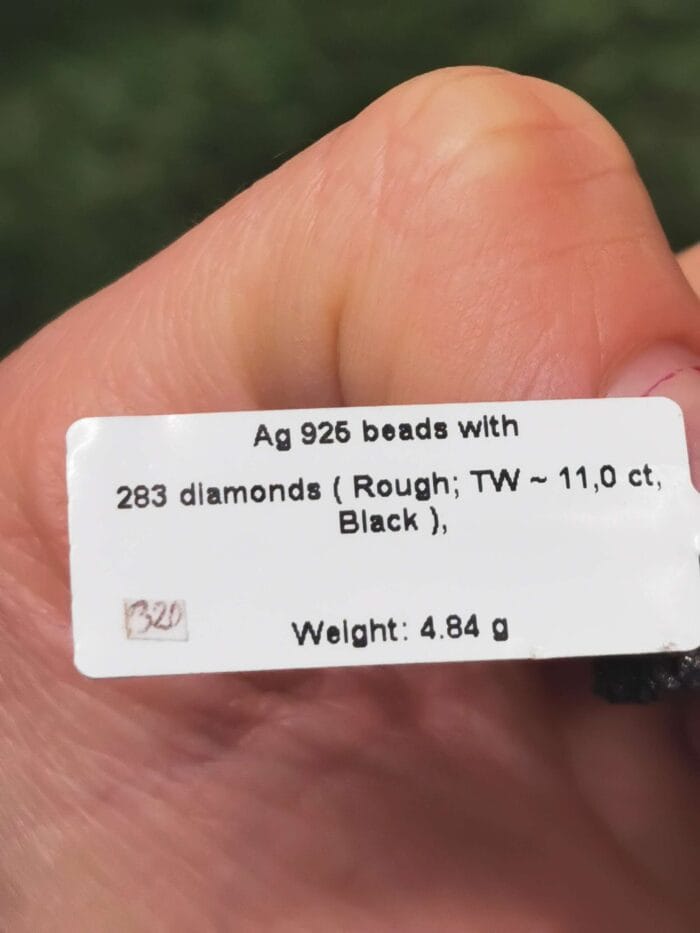 Ag 925 beads with
283 diamonds ( Rough; TW ~ 11,0 ct,
Black ),
320
Weight: 4.84 g